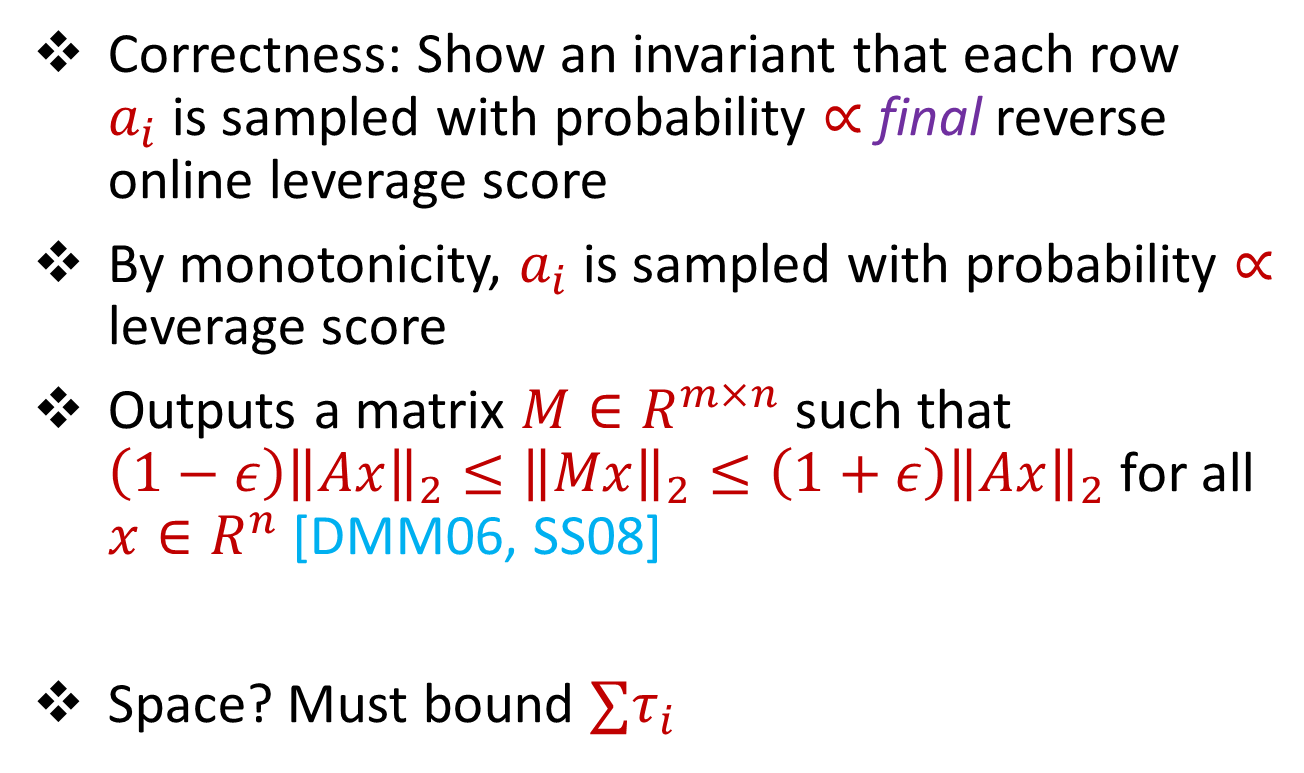 ❖ Correctness: Show an invariant that each row
a_i is sampled with probability ∝ final reverse
online leverage score
❖ By monotonicity, a_i is sampled with probability ∝
leverage score
❖ Outputs a matrix M ∈ R^{m×n} such that
(1 − ϵ)‖Ax‖_2 ≤ ‖Mx‖_2 ≤ (1 + ϵ)‖Ax‖_2 for all
x ∈ R^n [DMM06, SS08]
❖ Space? Must bound ∑τ_i